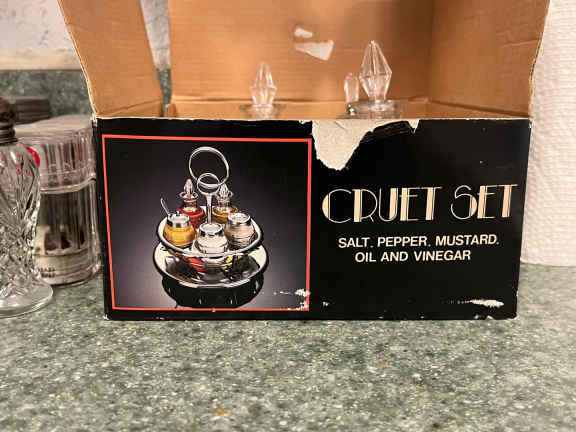 CRUET SET
SALT, PEPPER, MUSTARD,
OIL AND VINEGAR